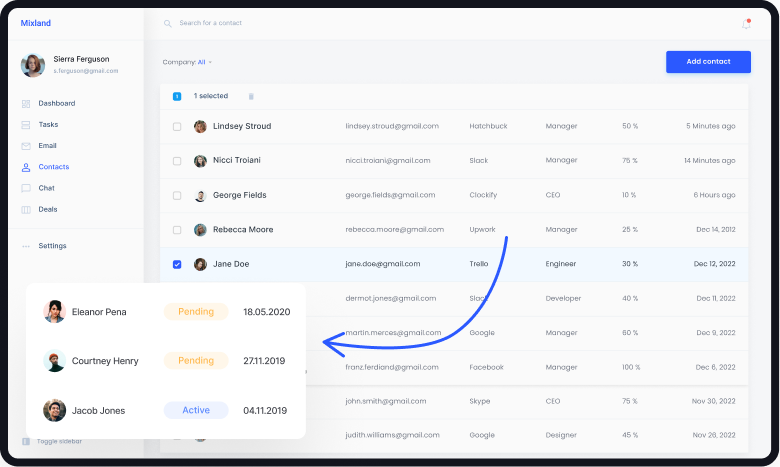 Mixland
Search for a contact
Sierra Ferguson
s.ferguson@gmail.com
Dashboard
Tasks
Email
Contacts
Chat
Deals
Settings
Company: All
Add contact
1 selected
Lindsey Stroud lindsey.stroud@gmail.com Hatchbuck Manager 50 % 5 Minutes ago
Nicci Troiani nicci.troiani@gmail.com Slack Manager 75 % 14 Minutes ago
George Fields george.fields@gmail.com Clockify CEO 10 % 6 Hours ago
Rebecca Moore rebecca.moore@gmail.com Upwork Manager 25 % Dec 14, 2012
Jane Doe jane.doe@gmail.com Trello Engineer 30 % Dec 12, 2022
dermot.jones@gmail.com Slack Developer 40 % Dec 11, 2022
martin.merces@gmail.com Google Manager 60 % Dec 9, 2022
franz.ferdiand@gmail.com Facebook Manager 100 % Dec 6, 2022
john.smith@gmail.com Skype CEO 75 % Nov 30, 2022
judith.williams@gmail.com Google Designer 45 % Nov 26, 2022
Eleanor Pena Pending 18.05.2020
Courtney Henry Pending 27.11.2019
Jacob Jones Active 04.11.2019
Toggle sidebar